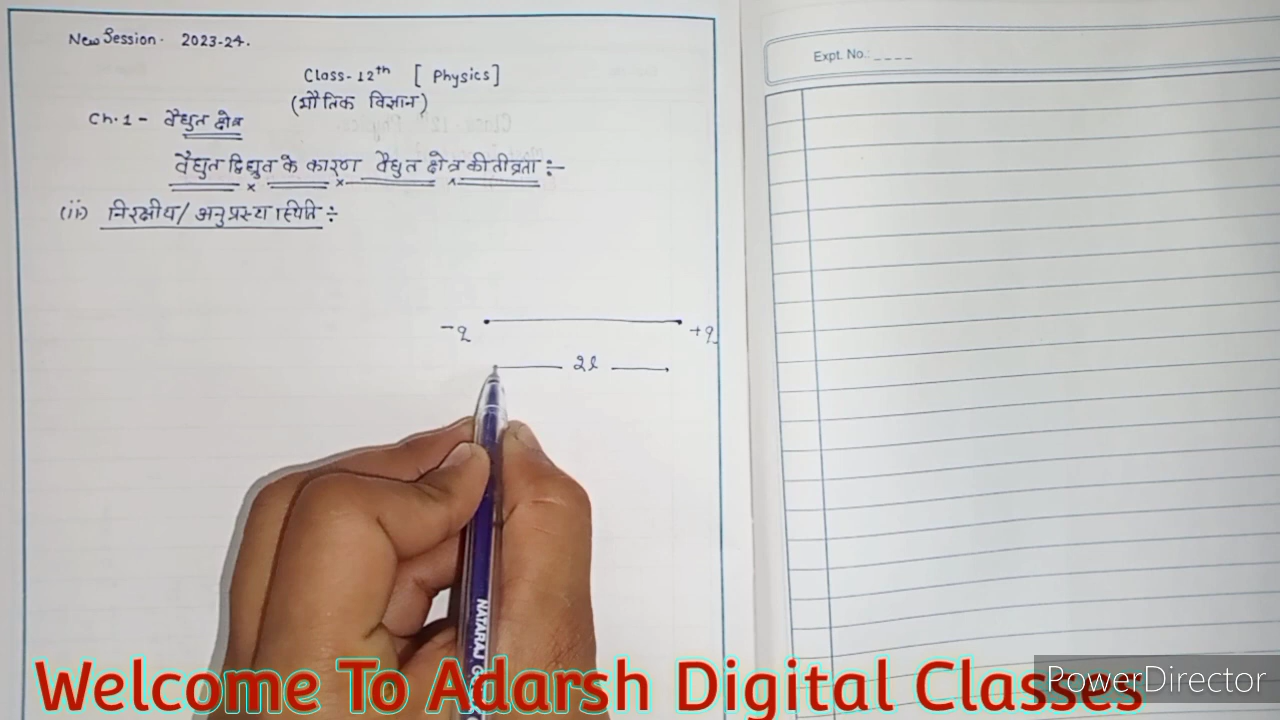 New Session- 2023-24.
Class-12th [Physics]
(भौतिक विज्ञान)
Ch.1- वैद्युत क्षेत्र
वैद्युत द्विध्रुव के कारण वैद्युत क्षेत्र की तीव्रता :-
(ii) निरक्षीय/अनुप्रस्थ स्थिति ÷
-q +q
2l
Expt. No.: ____
NATARAJ
Welcome To Adarsh Digital Classes
PowerDirector